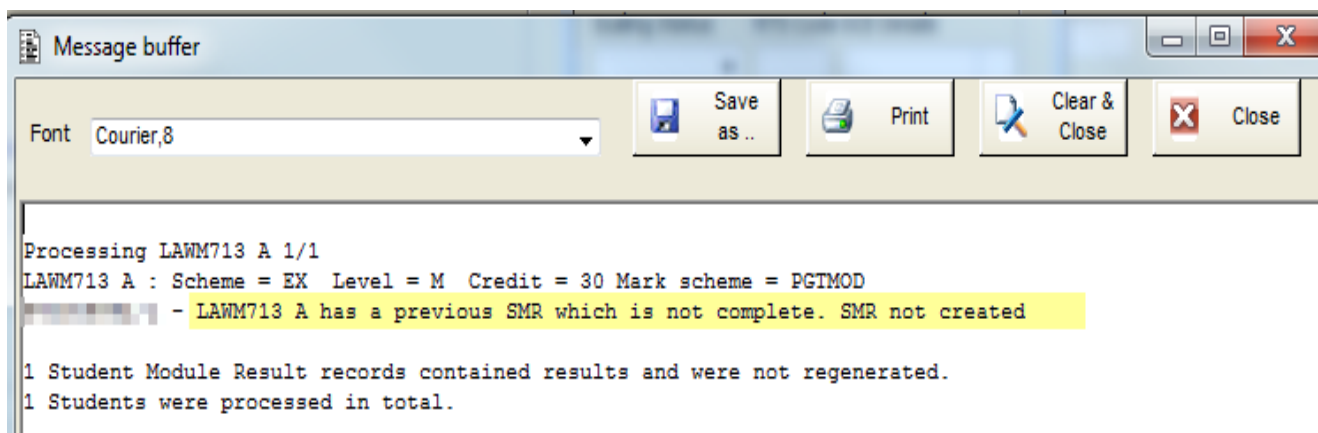 Message buffer
Font Courier,8
Save as ..
Print
Clear & Close
Close
Processing LAWM713 A 1/1
LAWM713 A : Scheme = EX  Level = M  Credit = 30 Mark scheme = PGTMOD
- LAWM713 A has a previous SMR which is not complete. SMR not created
1 Student Module Result records contained results and were not regenerated.
1 Students were processed in total.